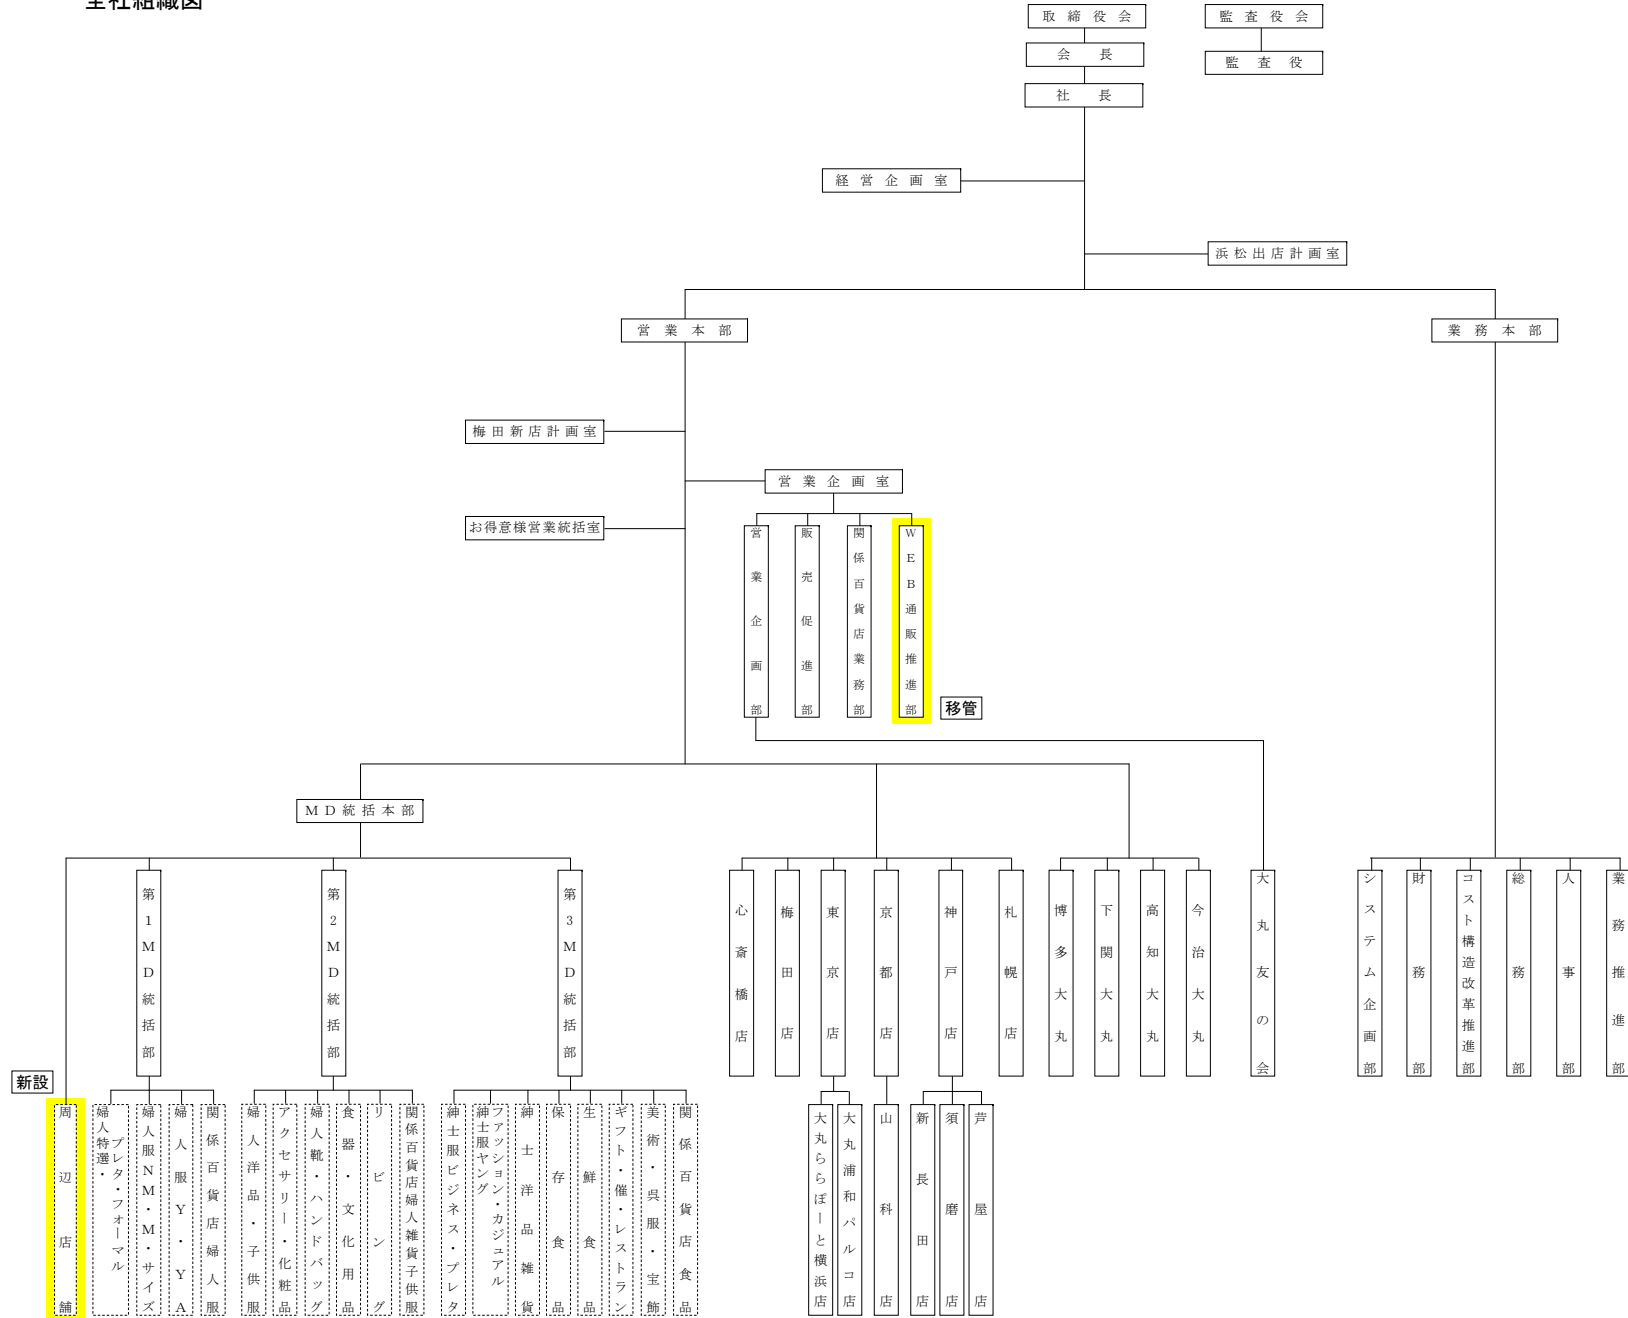 全社組織図
取締役会
監査役会
会長
監査役
社長
経営企画室
浜松出店計画室
営業本部
業務本部
梅田新店計画室
営業企画室
お得意様営業統括室
営業企画部
販売促進部
関係百貨店業務部
WEB通販推進部
移管
MD統括本部
第1MD統括部
第2MD統括部
第3MD統括部
心斎橋店
梅田店
東京店
京都店
神戸店
札幌店
博多大丸
下関大丸
高知大丸
今治大丸
大丸友の会
システム企画部
財務部
コスト構造改革推進部
総務部
人事部
業務推進部
新設
周辺店舗
婦人特選・
プレタ・フォーマル
婦人服NM・M・サイズ
婦人服Y・YA
関係百貨店婦人服
婦人洋品・子供服
アクセサリー・化粧品
婦人靴・ハンドバッグ
食器・文化用品
リビング
関係百貨店婦人雑貨子供服
紳士服ビジネス・プレタ
ファッション・カジュアル
紳士服ヤング
紳士洋品雑貨
保存食品
生鮮食品
ギフト・催・レストラン
美術・呉服・宝飾
関係百貨店食品
大丸ららぽーと横浜店
大丸浦和パルコ店
山科店
新長田店
須磨店
芦屋店